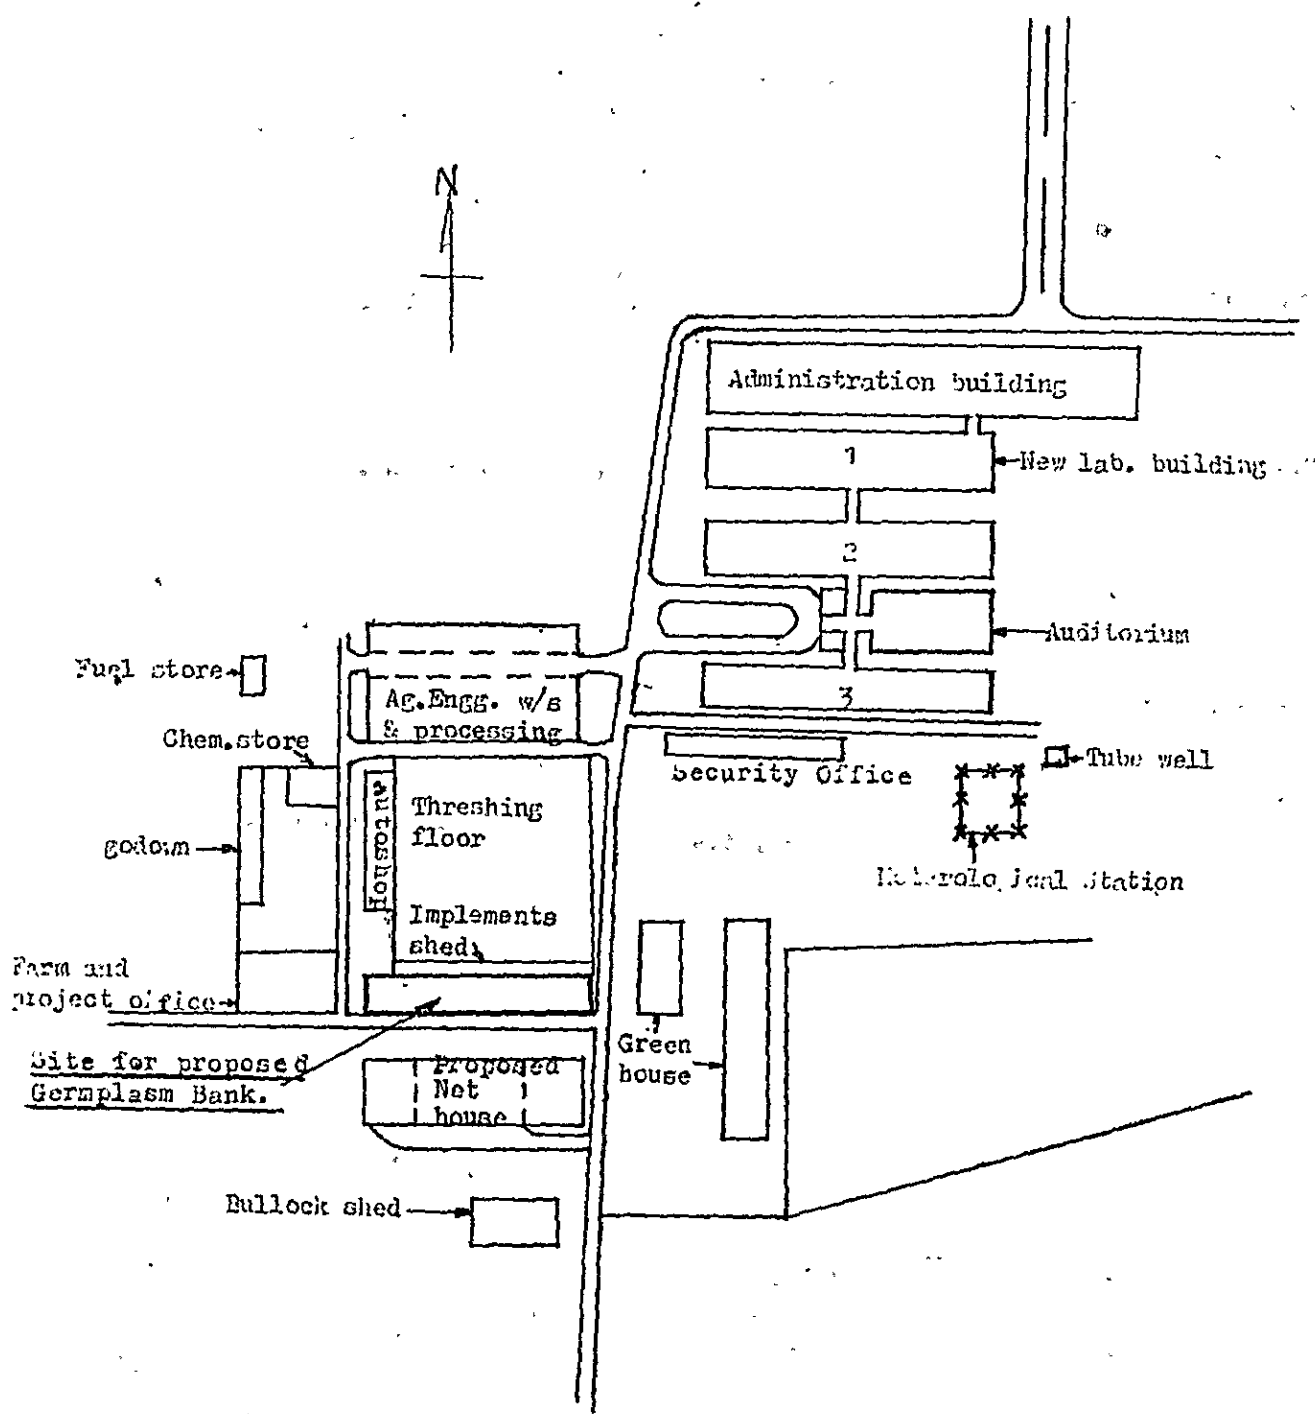 N
Administration building
1
New lab. building
2
Auditorium
Fuel store
Ag.Engg. w/s
& processing
3
Chem.store
Security Office
Tube well
autoshop
Threshing
floor
godown
Station
Implements
shed
Farm and
project office
Green
house
Site for proposed
Germplasm Bank.
Proposed
Net
house
Bullock shed